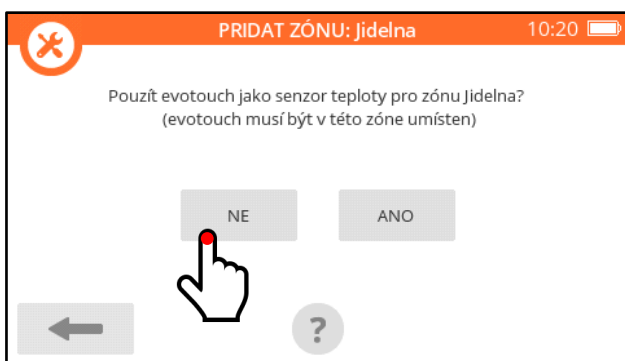 PRIDAT ZÓNU: Jidelna 10:20
Pouzít evotouch jako senzor teploty pro zónu Jidelna?
(evotouch musí být v této zóne umísten)
NE ANO
?